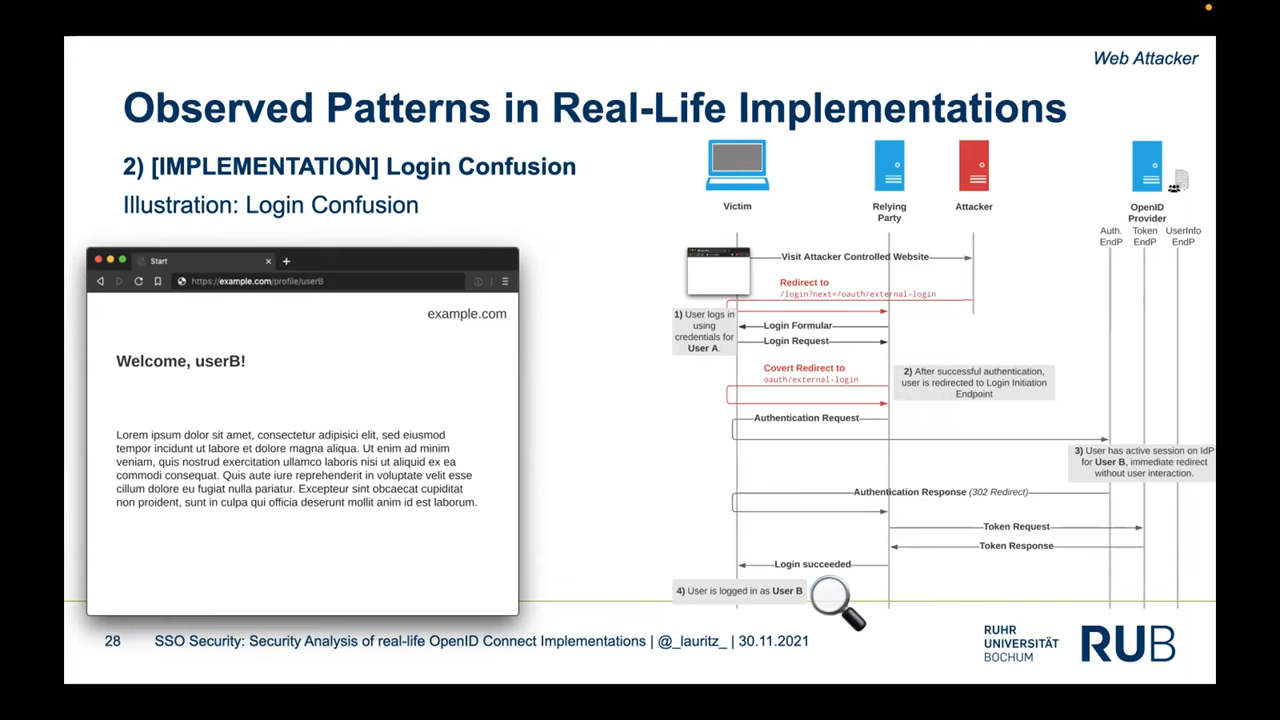 Web Attacker
Observed Patterns in Real-Life Implementations
2) [IMPLEMENTATION] Login Confusion
Illustration: Login Confusion
Start
https://example.com/profile/userB
example.com
Welcome, userB!
Lorem ipsum dolor sit amet, consectetur adipisici elit, sed eiusmod
tempor incidunt ut labore et dolore magna aliqua. Ut enim ad minim
veniam, quis nostrud exercitation ullamco laboris nisi ut aliquid ex ea
commodi consequat. Quis aute iure reprehenderit in voluptate velit esse
cillum dolore eu fugiat nulla pariatur. Excepteur sint obcaecat cupiditat
non proident, sunt in culpa qui officia deserunt mollit anim id est laborum.
Victim
Relying
Party
Attacker
OpenID
Provider
Auth.
EndP
Token
EndP
UserInfo
EndP
Visit Attacker Controlled Website
Redirect to
/login?next=/oauth/external-login
1) User logs in
using
credentials for
User A.
Login Formular
Login Request
Covert Redirect to
oauth/external-login
2) After successful authentication,
user is redirected to Login Initiation
Endpoint
Authentication Request
3) User has active session on IdP
for User B, immediate redirect
without user interaction.
Authentication Response (302 Redirect)
Token Request
Token Response
Login succeeded
4) User is logged in as User B
28
SSO Security: Security Analysis of real-life OpenID Connect Implementations | @_lauritz_ | 30.11.2021
RUHR
UNIVERSITÄT
BOCHUM
RUB